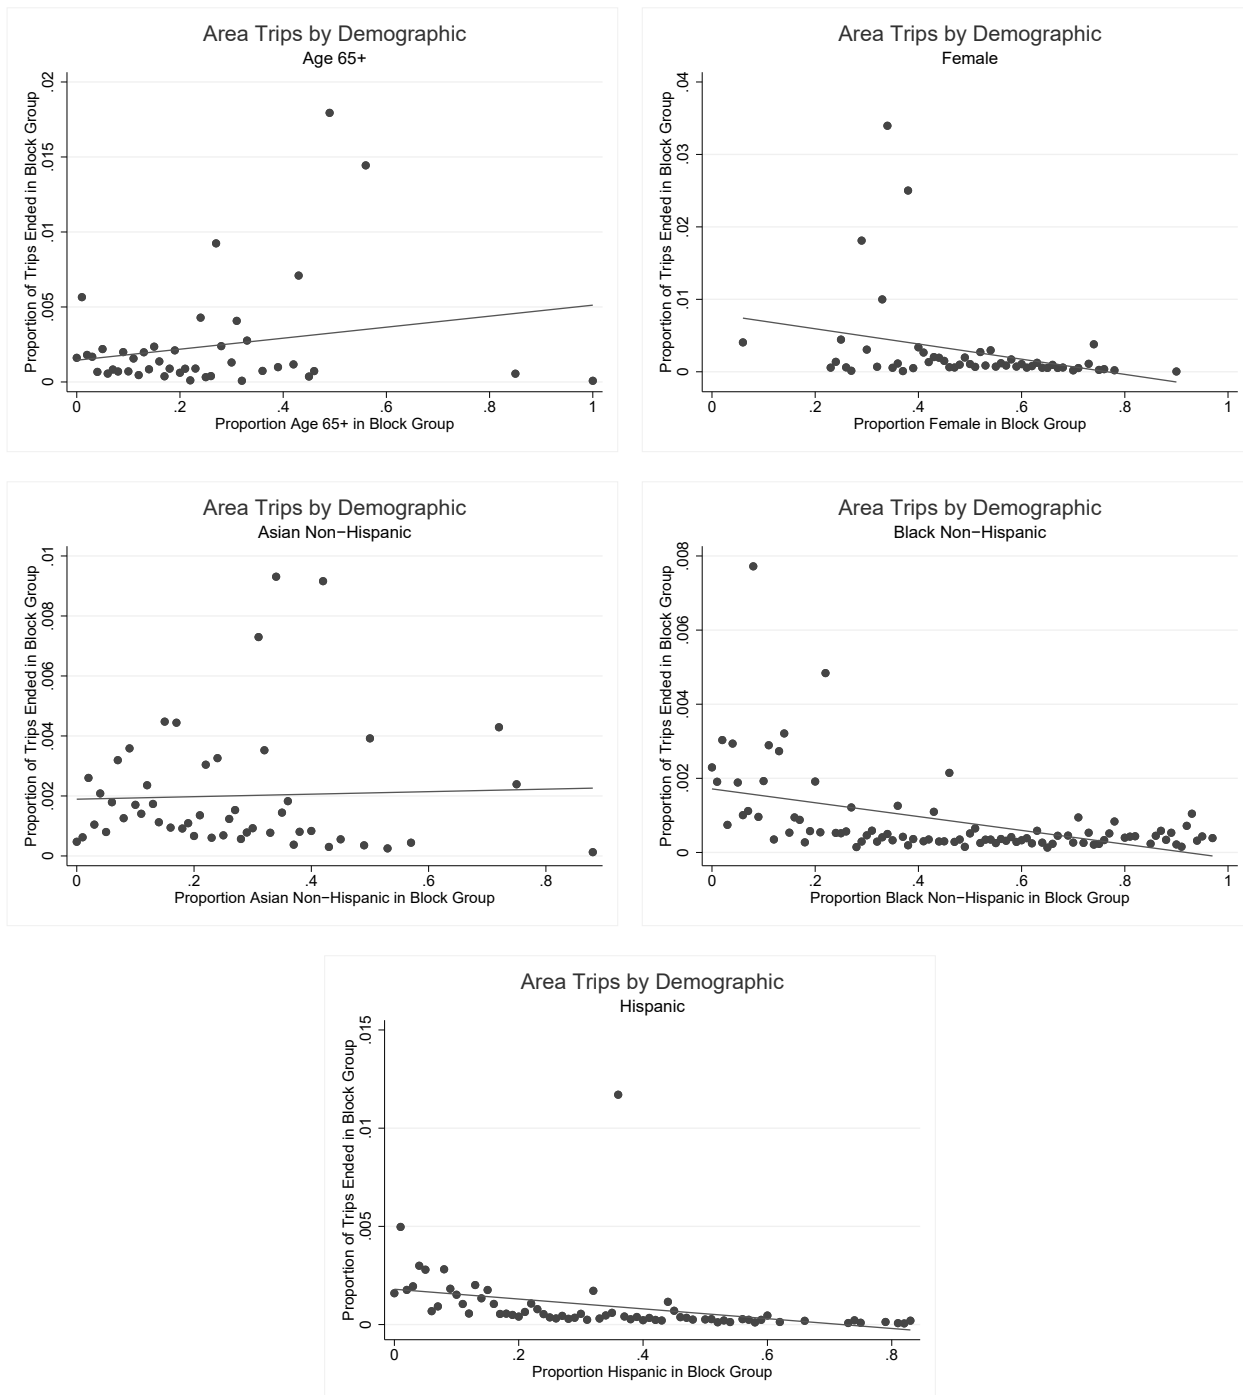 Area Trips by Demographic
Age 65+
Proportion of Trips Ended in Block Group
.02
.015
.01
.005
0
0 .2 .4 .6 .8 1
Proportion Age 65+ in Block Group
Area Trips by Demographic
Female
Proportion of Trips Ended in Block Group
.04
.03
.02
.01
0
0 .2 .4 .6 .8 1
Proportion Female in Block Group
Area Trips by Demographic
Asian Non−Hispanic
Proportion of Trips Ended in Block Group
.01
.008
.006
.004
.002
0
0 .2 .4 .6 .8
Proportion Asian Non−Hispanic in Block Group
Area Trips by Demographic
Black Non−Hispanic
Proportion of Trips Ended in Block Group
.008
.006
.004
.002
0
0 .2 .4 .6 .8 1
Proportion Black Non−Hispanic in Block Group
Area Trips by Demographic
Hispanic
Proportion of Trips Ended in Block Group
.015
.01
.005
0
0 .2 .4 .6 .8
Proportion Hispanic in Block Group